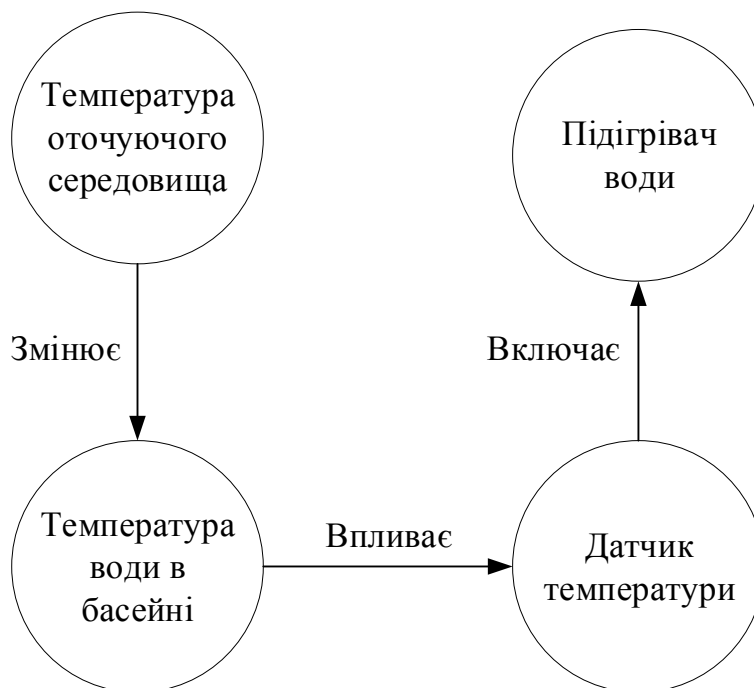 Температура
оточуючого
середовища
Підігрівач
води
Змінює
Включає
Температура
води в
басейні
Впливає
Датчик
температури